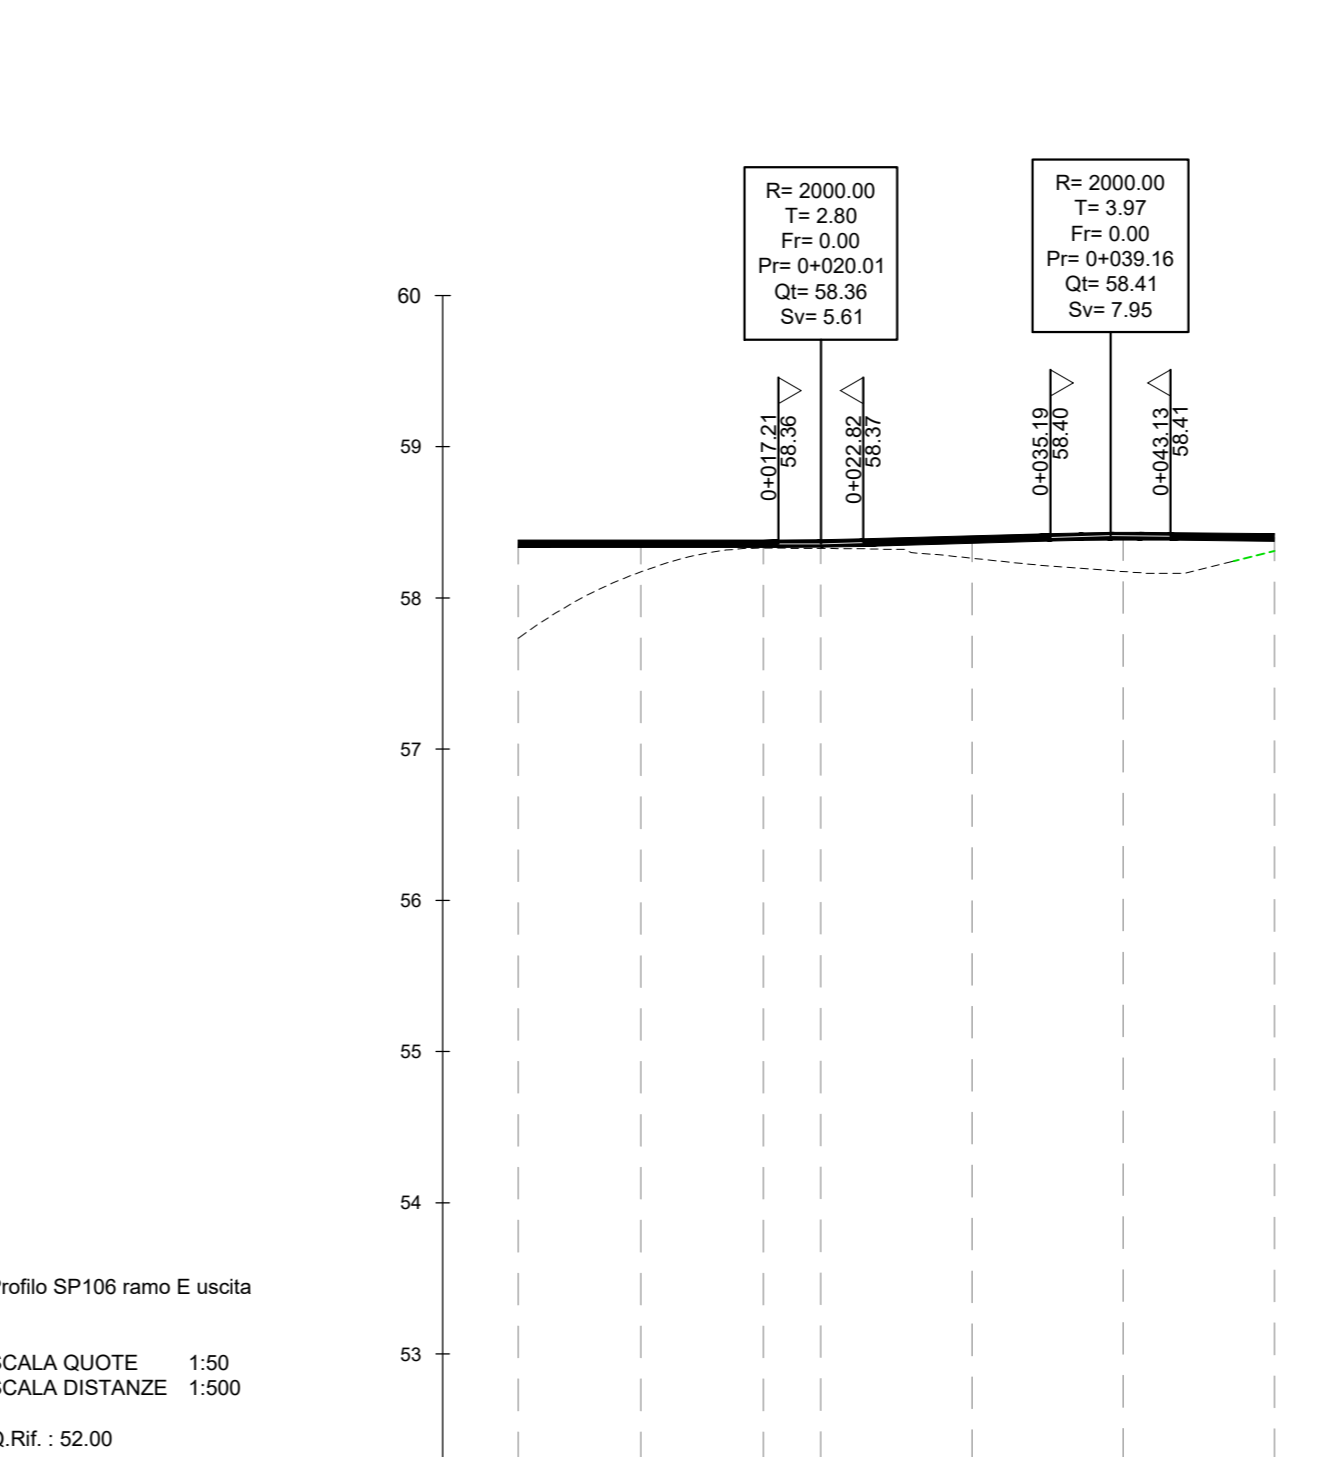 R= 2000.00
T= 2.80
Fr= 0.00
Pr= 0+020.01
Qt= 58.36
Sv= 5.61
R= 2000.00
T= 3.97
Fr= 0.00
Pr= 0+039.16
Qt= 58.41
Sv= 7.95
60
0+017.21
58.36
0+022.82
58.37
0+035.19
58.40
0+043.13
58.41
59
58
57
56
55
54
53
rofilo SP106 ramo E uscita
CALA QUOTE 1:50
SCALA DISTANZE 1:500
Q.Rif. : 52.00